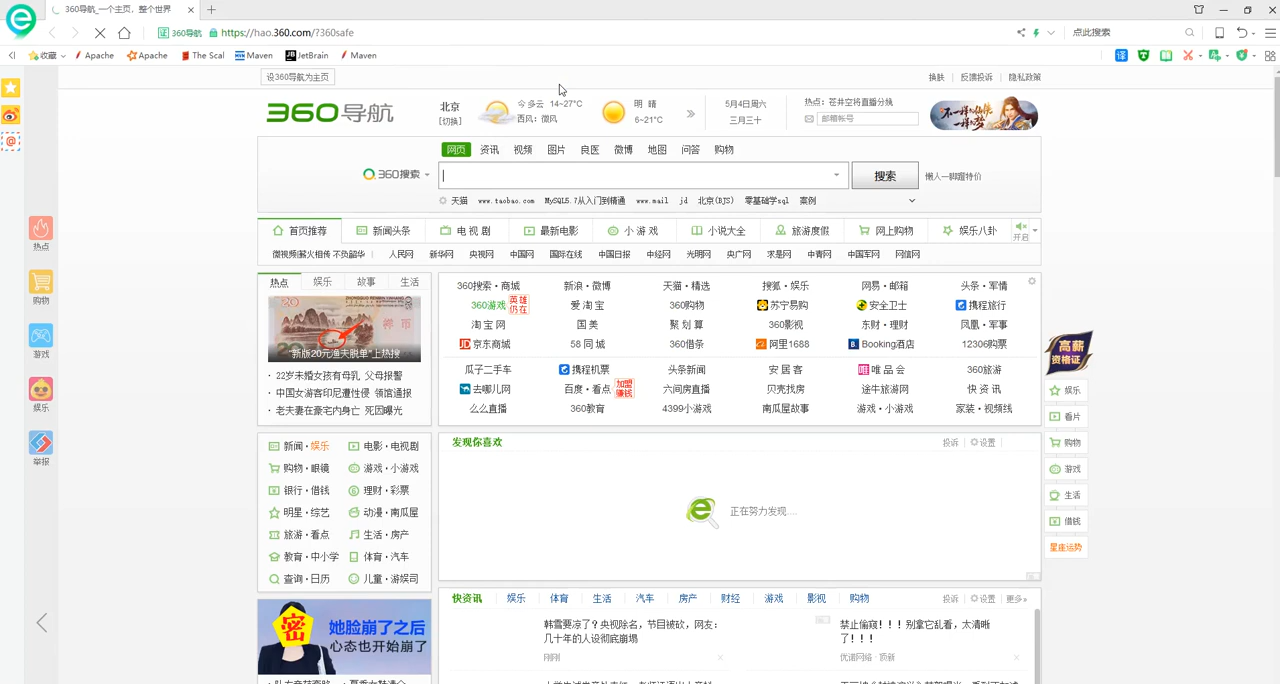 360导航_一个主页，整个世界
360导航 https://hao.360.com/?360safe 点此搜索
收藏 Apache Apache The Scal Maven JetBrain Maven
译
设360导航为主页 换肤 反馈投诉 隐私政策
360导航
北京
[切换]
今 多云 14~27°C
西风：微风
明 晴
6~21°C
5月4日周六
三月三十
热点：苍井空将直播分娩
邮箱帐号
网页 资讯 视频 图片 良医 微博 地图 问答 购物
360搜索 搜索 懒人一脚蹬特价
天猫 www.taobao.com MySQL5.7从入门到精通 www.mail jd 北京(BJS) 零基础学sql 案例
首页推荐 新闻头条 电 视 剧 最新电影 小 游 戏 小说大全 旅游度假 网上购物 娱乐八卦 开启
微视频|薪火相传 不负韶华 人民网 新华网 央视网 中国网 国际在线 中国日报 中经网 光明网 央广网 求是网 中青网 中国军网 网信网
热点 娱乐 故事 生活
"新版20元渔夫脱单"上热搜
· 22岁未婚女孩有母乳 父母报警
· 中国女游客印尼遭性侵 领馆通报
· 老夫妻在豪宅内身亡 死因曝光
360搜索·商城 新浪·微博 天猫·精选 搜狐·娱乐 网易·邮箱 头条·军情
360游戏 英雄仍在 爱 淘 宝 360购物 苏宁易购 安全卫士 携程旅行
淘 宝 网 国 美 聚 划 算 360影视 东财·理财 凤凰·军事
京东商城 58 同 城 360借条 阿里1688 Booking酒店 12306购票
瓜子二手车 携程机票 头条新闻 安 居 客 唯 品 会 360旅游
去哪儿网 百度·看点 加盟赚钱 六间房直播 贝壳找房 途牛旅游网 快 资 讯
么么直播 360教育 4399小游戏 南瓜屋故事 游戏·小游戏 家装·视频线
热点
购物
游戏
娱乐
举报
新闻·娱乐 电影·电视剧
购物·眼镜 游戏·小游戏
银行·借钱 理财·彩票
明星·综艺 动漫·南瓜屋
旅游·看点 生活·房产
教育·中小学 体育·汽车
查询·日历 儿童·游娱司
发现你喜欢 投诉 设置
正在努力发现....
高薪
资格证
娱乐
看片
购物
游戏
生活
借钱
星座运势
密
她脸崩了之后
心态也开始崩了
快资讯 娱乐 体育 生活 汽车 房产 财经 游戏 影视 购物 投诉 设置 更多»
韩雪要凉了？央视除名，节目被砍，网友：
几十年的人设彻底崩塌
刚刚
禁止偷窥！！！别拿它乱看，太清晰
了！！！
优诺网络·顶新